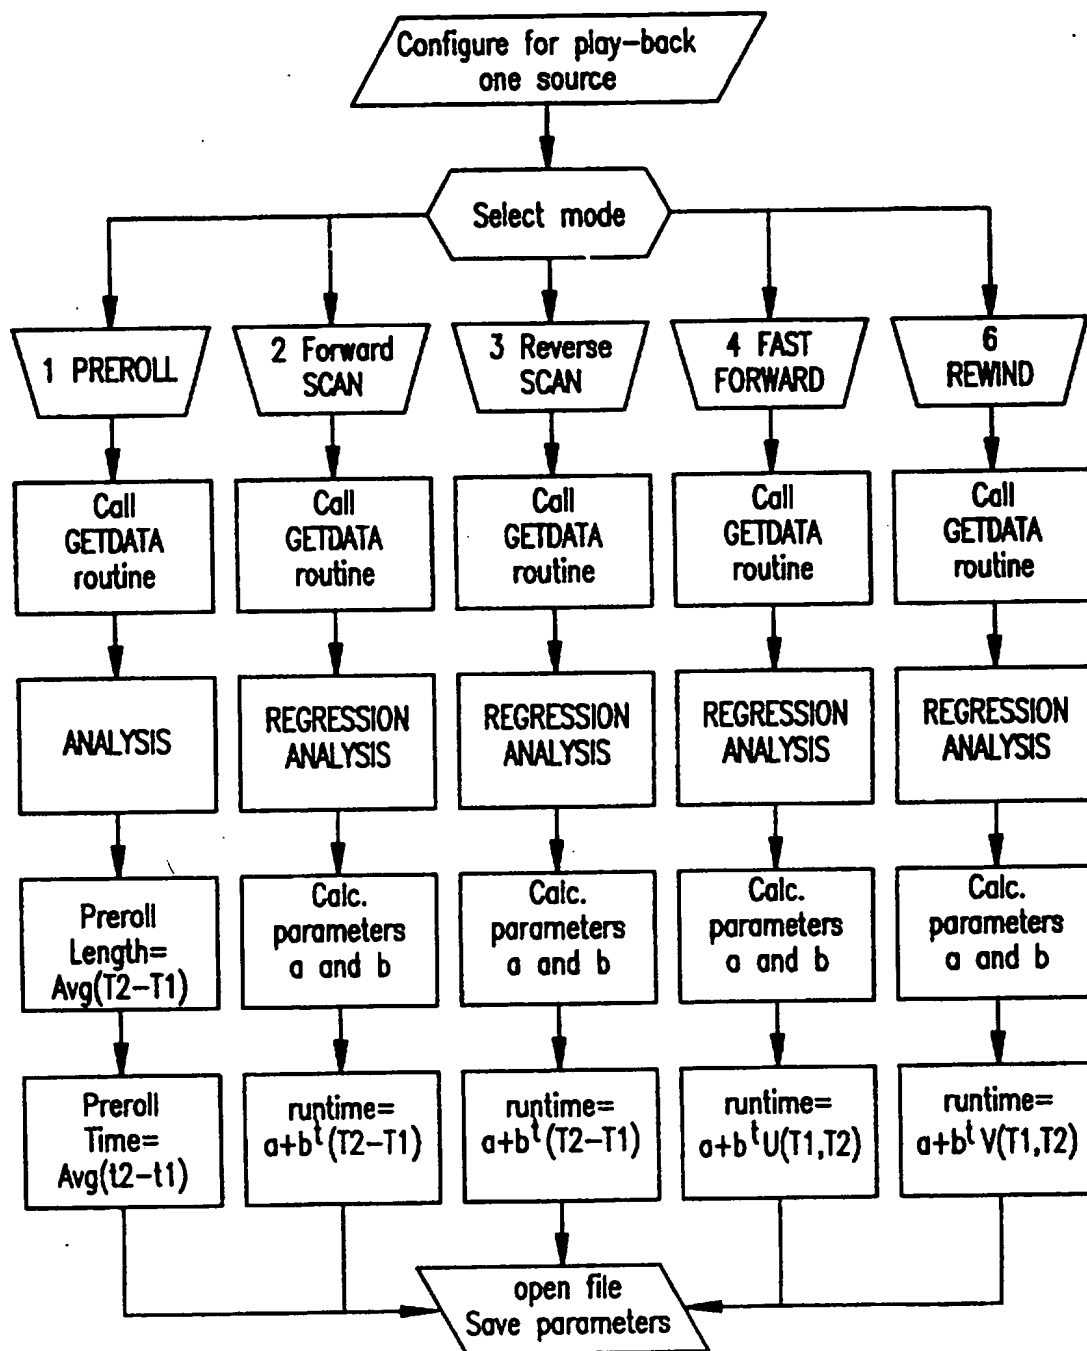 Configure for play-back
one source
Select mode
1 PREROLL
2 Forward
SCAN
3 Reverse
SCAN
4 FAST
FORWARD
6
REWIND
Call
GETDATA
routine
Call
GETDATA
routine
Call
GETDATA
routine
Call
GETDATA
routine
Call
GETDATA
routine
ANALYSIS
REGRESSION
ANALYSIS
REGRESSION
ANALYSIS
REGRESSION
ANALYSIS
REGRESSION
ANALYSIS
Preroll
Length=
Avg(T2-T1)
Calc.
parameters
a and b
Calc.
parameters
a and b
Calc.
parameters
a and b
Calc.
parameters
a and b
Preroll
Time=
Avg(t2-t1)
runtime=
a+b^t(T2-T1)
runtime=
a+b^t(T2-T1)
runtime=
a+b^t U(T1,T2)
runtime=
a+b^t V(T1,T2)
open file
Save parameters